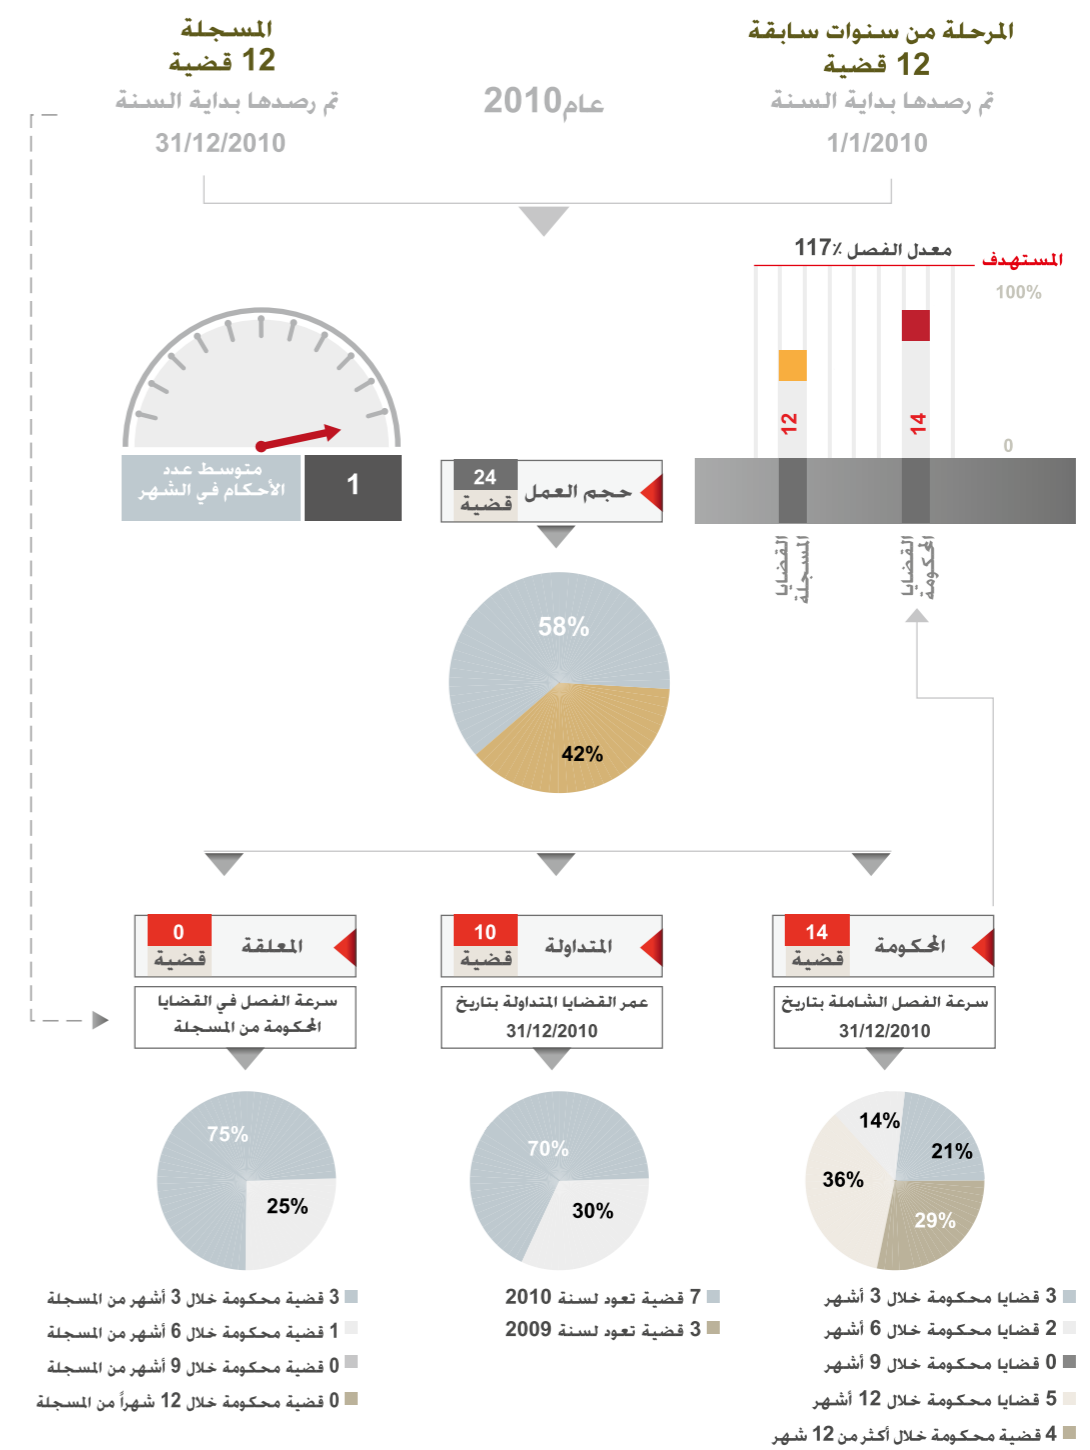 المرحلة من سنوات سابقة
12 قضية
تم رصدها بداية السنة
1/1/2010
عام2010
المسجلة
12 قضية
تم رصدها بداية السنة
31/12/2010
معدل الفصل ٪117
المستهدف
100%
0
12
14
القضايا
المسجلة
القضايا
المحكومة
متوسط عدد
الأحكام في الشهر
1
حجم العمل
24
قضية
58%
42%
المحكومة
14
قضية
سرعة الفصل الشاملة بتاريخ
31/12/2010
14%
21%
36%
29%
3 قضايا محكومة خلال 3 أشهر
2 قضايا محكومة خلال 6 أشهر
0 قضايا محكومة خلال 9 أشهر
5 قضايا محكومة خلال 12 أشهر
4 قضية محكومة خلال أكثر من 12 شهر
المتداولة
10
قضية
عمر القضايا المتداولة بتاريخ
31/12/2010
70%
30%
7 قضية تعود لسنة 2010
3 قضية تعود لسنة 2009
المعلقة
0
قضية
سرعة الفصل في القضايا
المحكومة من المسجلة
75%
25%
3 قضية محكومة خلال 3 أشهر من المسجلة
1 قضية محكومة خلال 6 أشهر من المسجلة
0 قضية محكومة خلال 9 أشهر من المسجلة
0 قضية محكومة خلال 12 شهراً من المسجلة